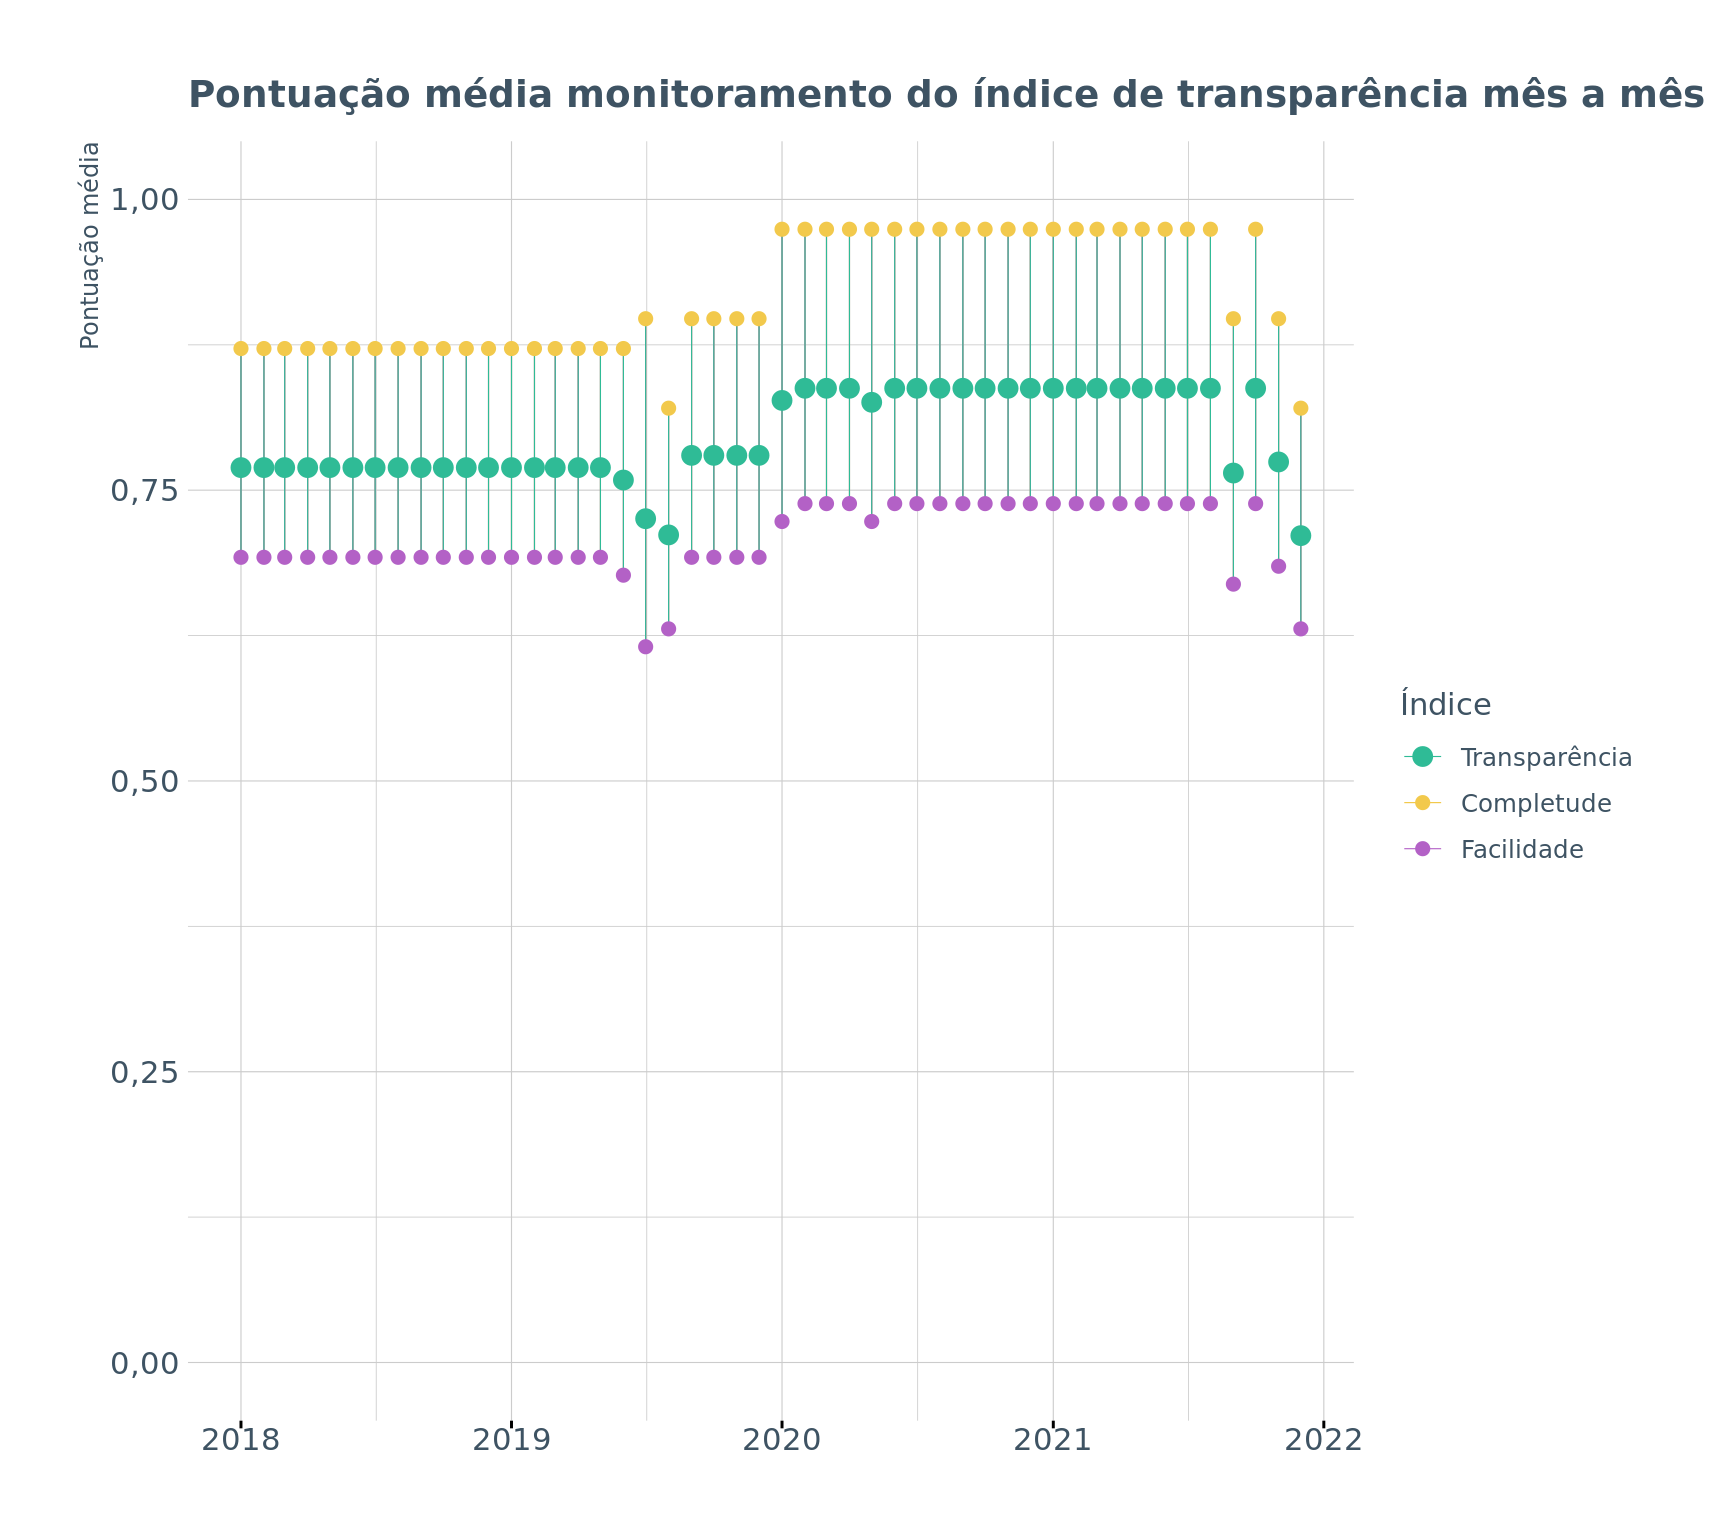 Pontuação média monitoramento do índice de transparência mês a mês
Pontuação média
1,00
0,75
0,50
0,25
0,00
2018
2019
2020
2021
2022
Índice
Transparência
Completude
Facilidade